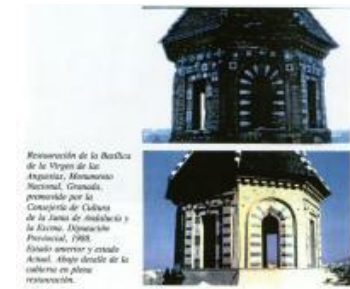 Restauración de la Basílica
de la Virgen de las
Angustias, Monumento
Nacional, Granada,
promovido por la
Consejería de Cultura
de la Junta de Andalucía y
la Excma. Diputación
Provincial, 1988.
Estado anterior y estado
Actual. Abajo detalle de la
cubierta en plena
restauración.